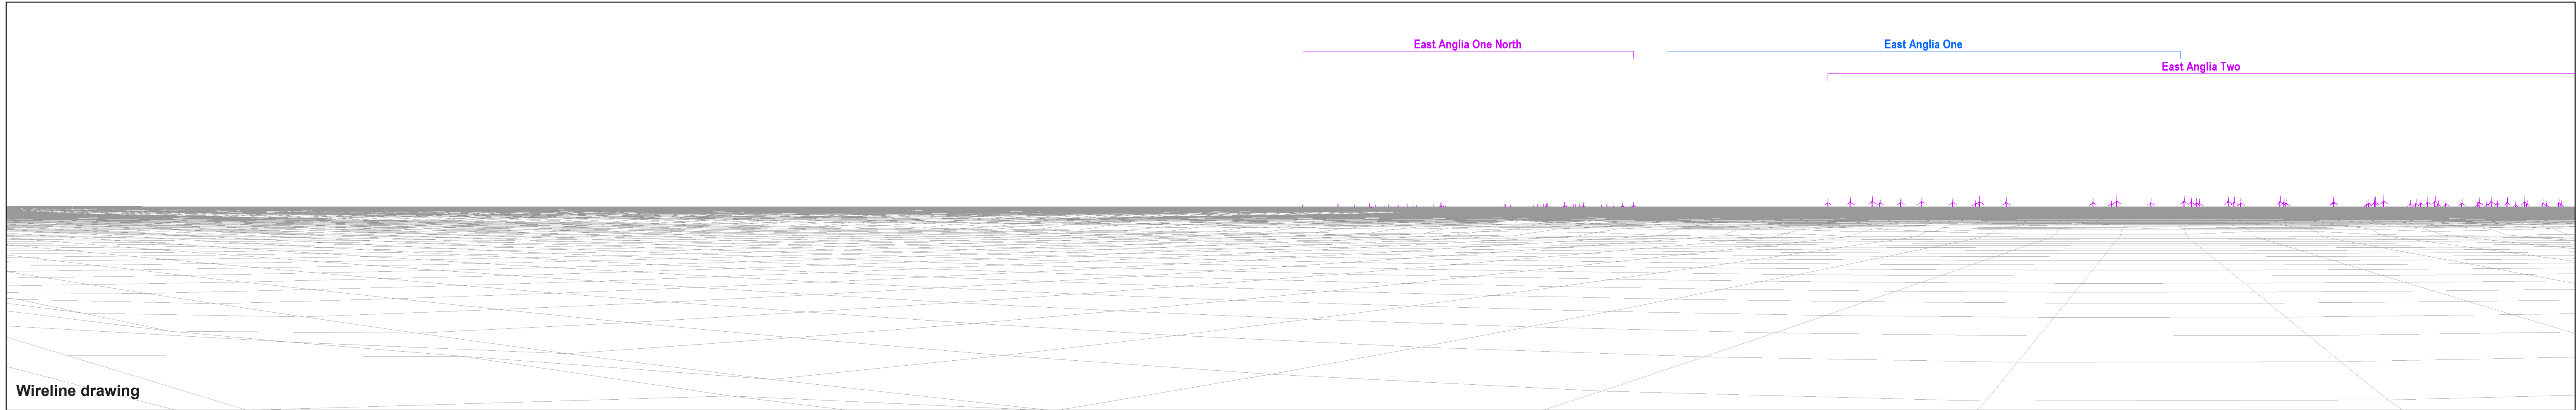 East Anglia One North
East Anglia One
East Anglia Two
Wireline drawing